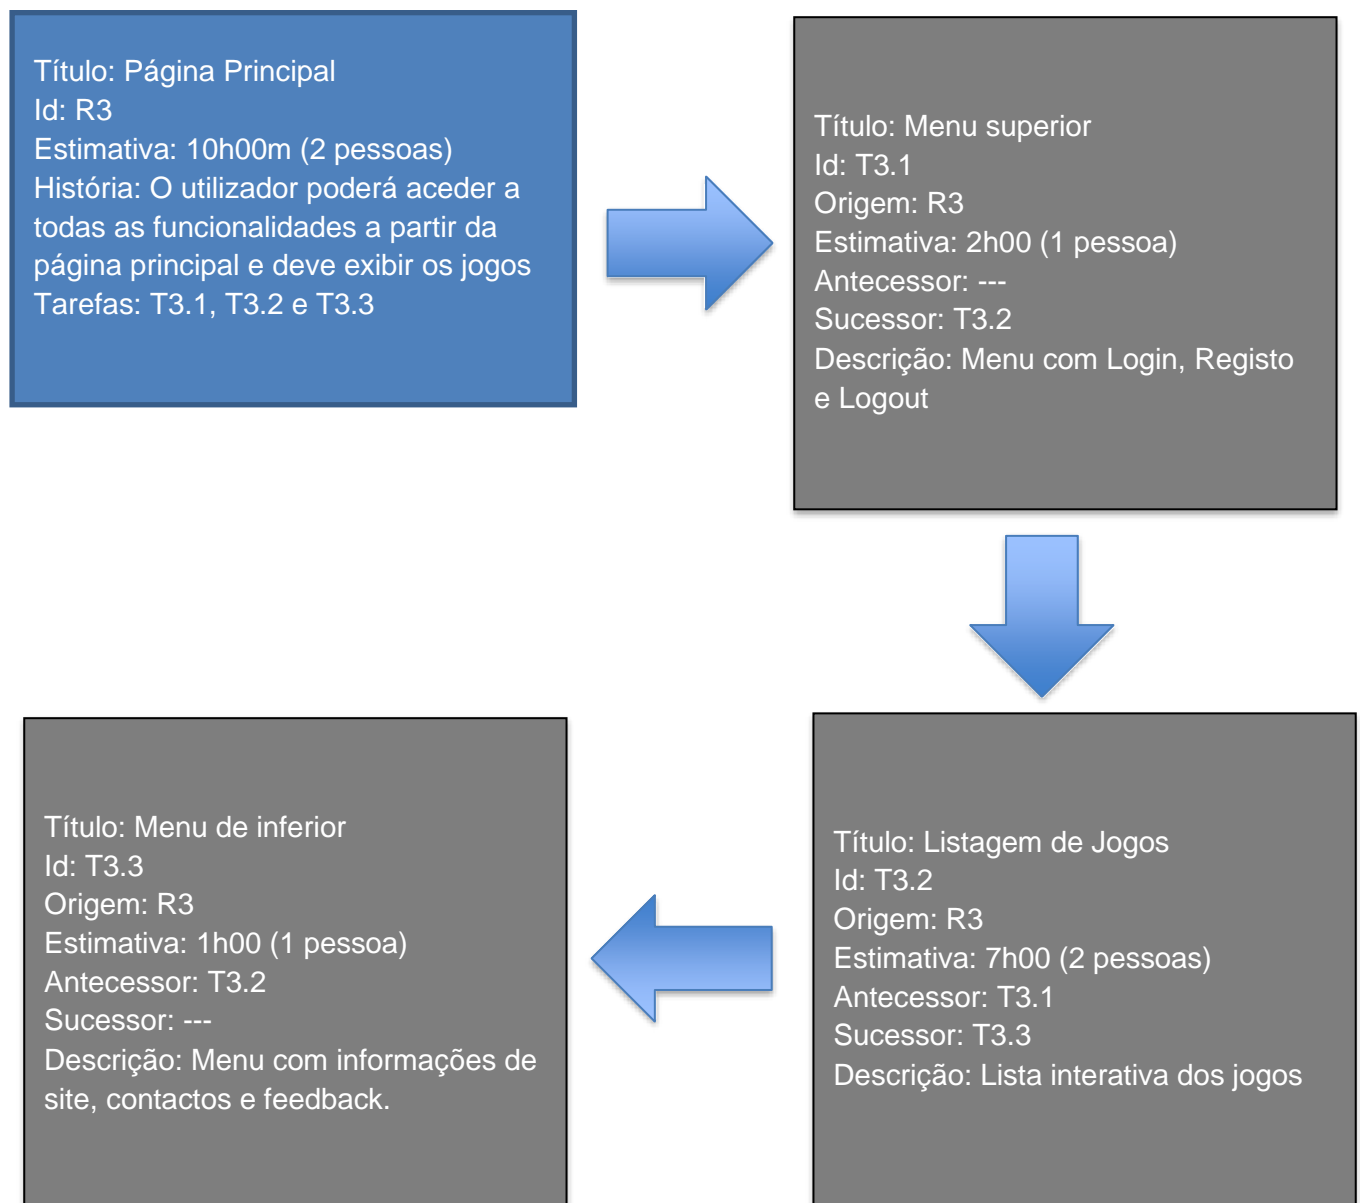 Título: Página Principal
Id: R3
Estimativa: 10h00m (2 pessoas)
História: O utilizador poderá aceder a
todas as funcionalidades a partir da
página principal e deve exibir os jogos
Tarefas: T3.1, T3.2 e T3.3
Título: Menu superior
Id: T3.1
Origem: R3
Estimativa: 2h00 (1 pessoa)
Antecessor: ---
Sucessor: T3.2
Descrição: Menu com Login, Registo
e Logout
Título: Listagem de Jogos
Id: T3.2
Origem: R3
Estimativa: 7h00 (2 pessoas)
Antecessor: T3.1
Sucessor: T3.3
Descrição: Lista interativa dos jogos
Título: Menu de inferior
Id: T3.3
Origem: R3
Estimativa: 1h00 (1 pessoa)
Antecessor: T3.2
Sucessor: ---
Descrição: Menu com informações de
site, contactos e feedback.